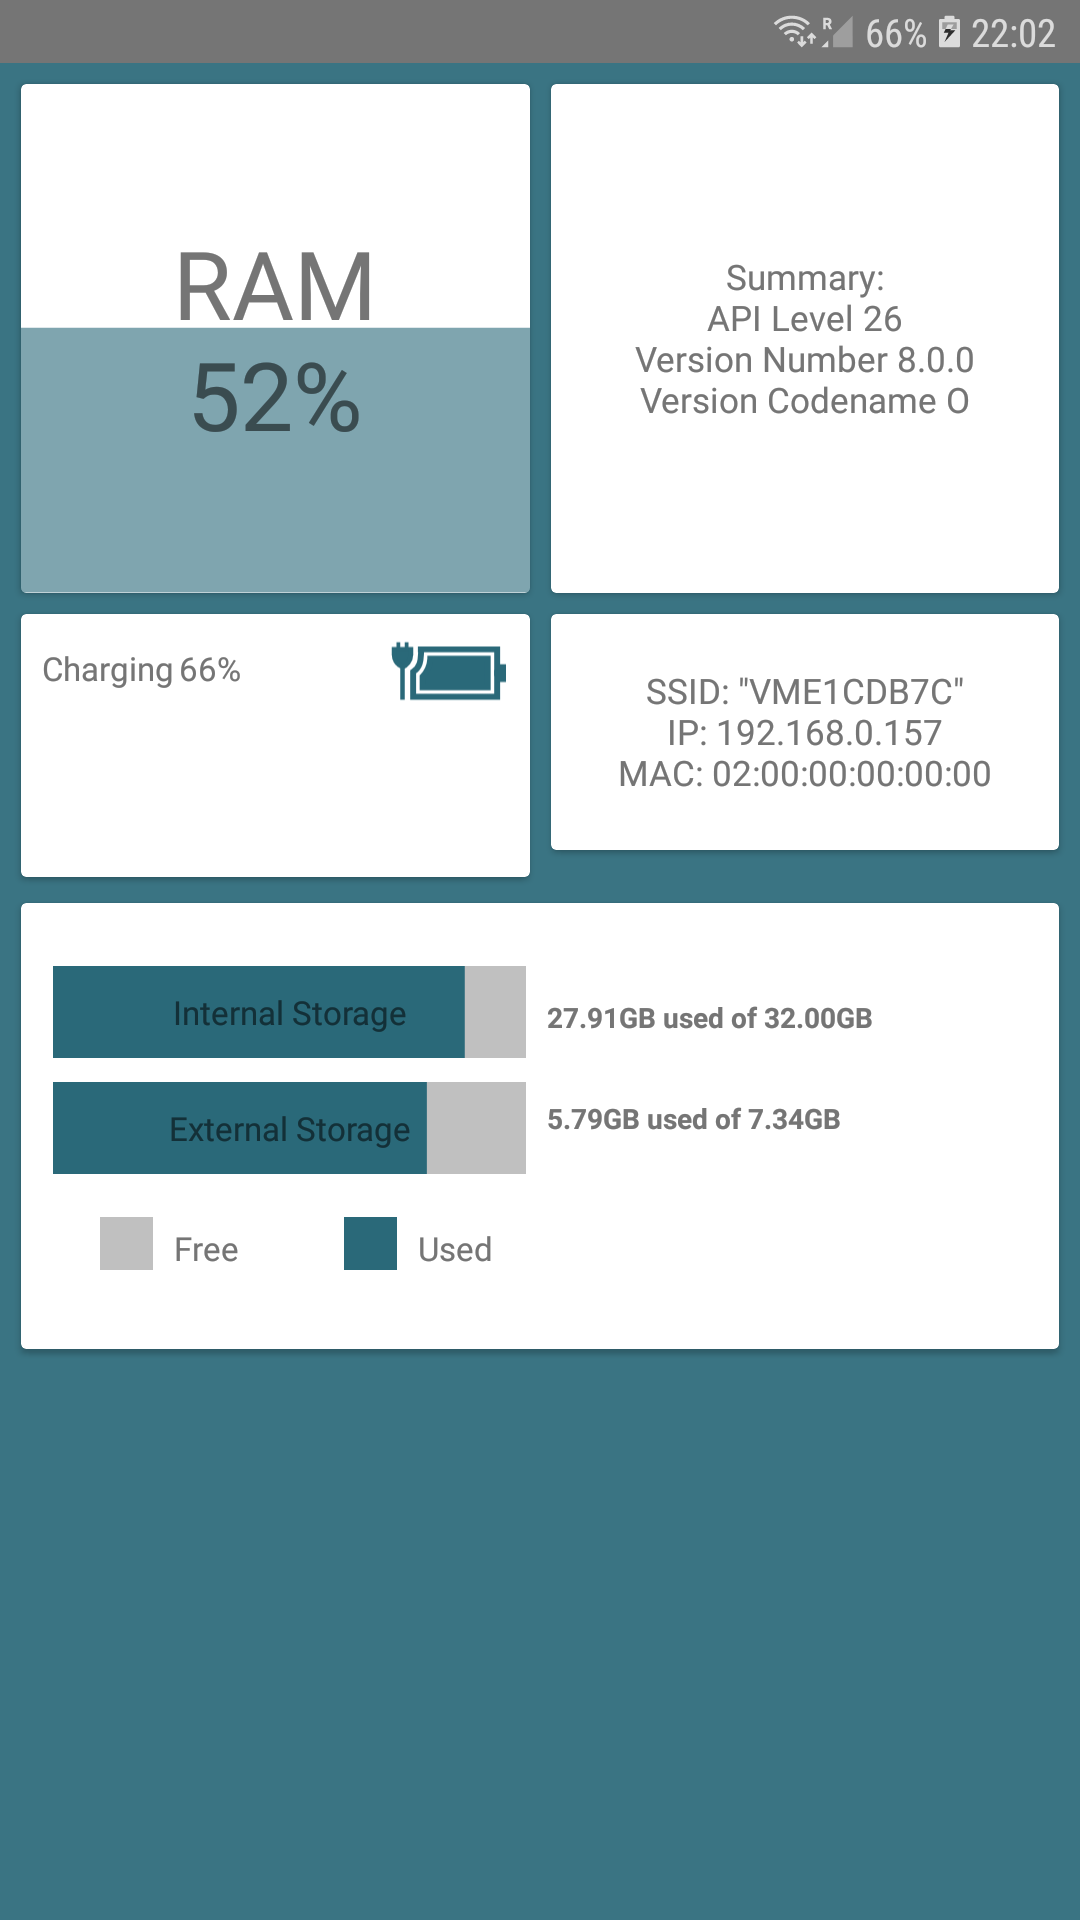 R 66% 22:02
RAM
52%
Summary:
API Level 26
Version Number 8.0.0
Version Codename O
Charging 66%
SSID: "VME1CDB7C"
IP: 192.168.0.157
MAC: 02:00:00:00:00:00
Internal Storage
27.91GB used of 32.00GB
External Storage
5.79GB used of 7.34GB
Free
Used